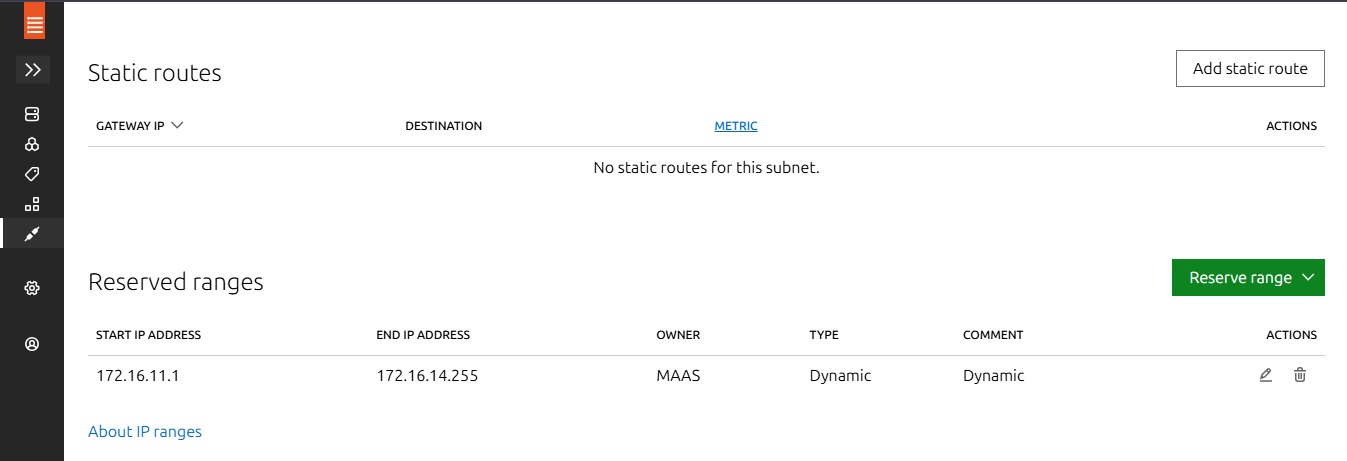 Static routes
Add static route
GATEWAY IP DESTINATION METRIC ACTIONS
No static routes for this subnet.
Reserved ranges
Reserve range
START IP ADDRESS END IP ADDRESS OWNER TYPE COMMENT ACTIONS
172.16.11.1 172.16.14.255 MAAS Dynamic Dynamic
About IP ranges